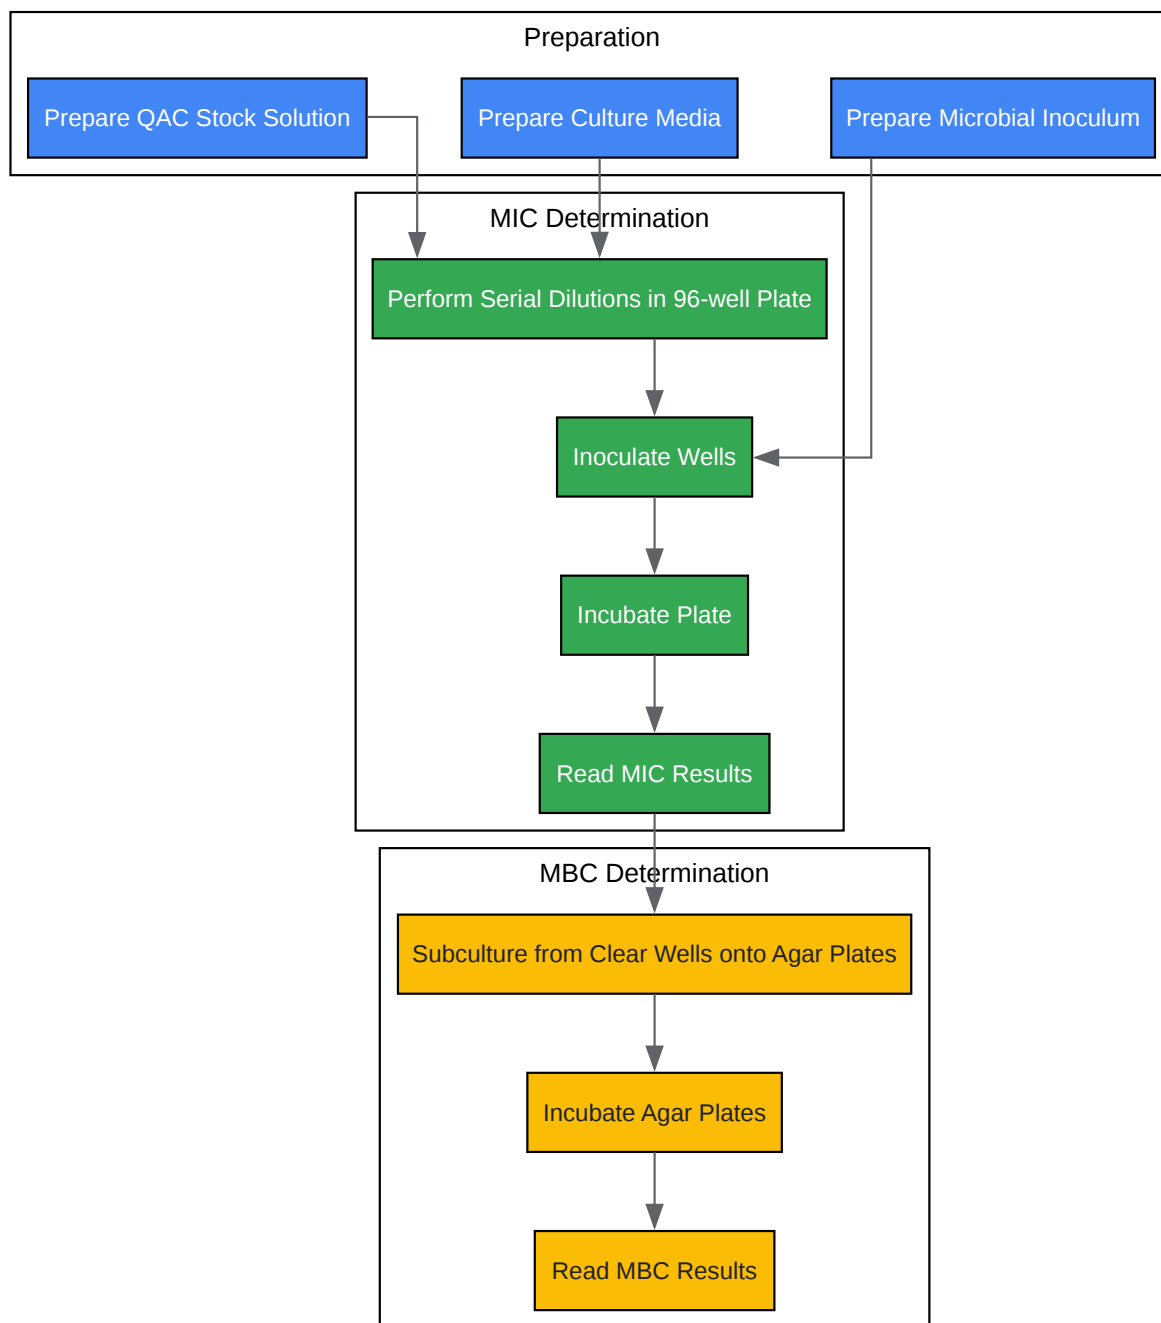 Preparation
Prepare QAC Stock Solution
Prepare Culture Media
Prepare Microbial Inoculum
MIC Determination
Perform Serial Dilutions in 96-well Plate
Inoculate Wells
Incubate Plate
Read MIC Results
MBC Determination
Subculture from Clear Wells onto Agar Plates
Incubate Agar Plates
Read MBC Results